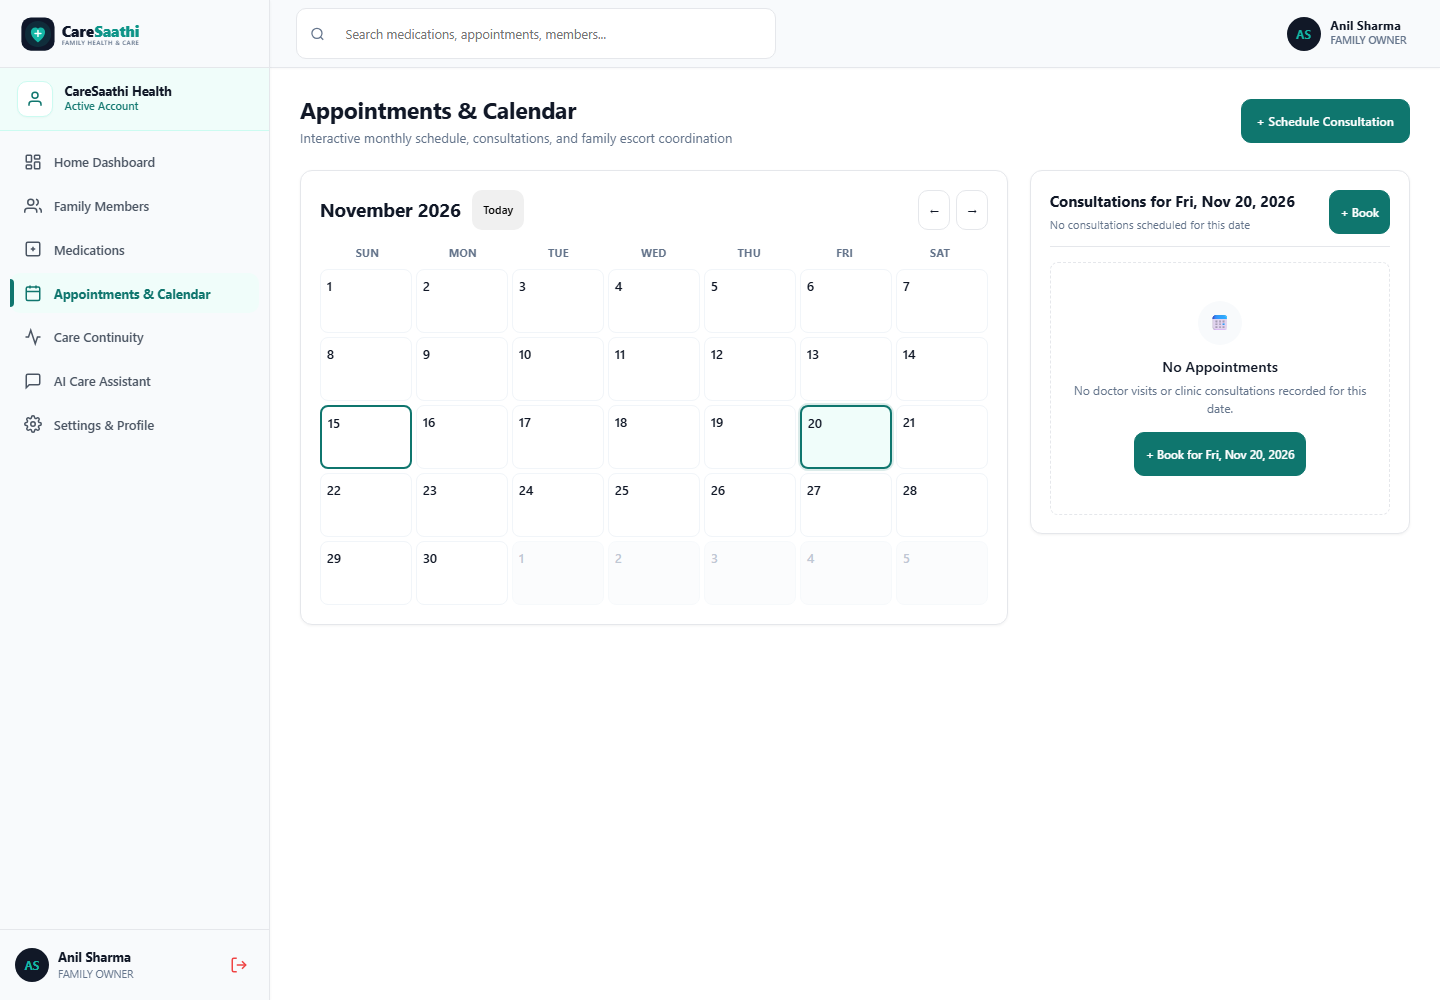 CareSaathi
FAMILY HEALTH & CARE
Search medications, appointments, members...
AS
Anil Sharma
FAMILY OWNER
CareSaathi Health
Active Account
Home Dashboard
Family Members
Medications
Appointments & Calendar
Care Continuity
AI Care Assistant
Settings & Profile
AS
Anil Sharma
FAMILY OWNER
Appointments & Calendar
Interactive monthly schedule, consultations, and family escort coordination
+ Schedule Consultation
November 2026
Today
← →
SUN MON TUE WED THU FRI SAT
1 2 3 4 5 6 7
8 9 10 11 12 13 14
15 16 17 18 19 20 21
22 23 24 25 26 27 28
29 30 1 2 3 4 5
Consultations for Fri, Nov 20, 2026
No consultations scheduled for this date
+ Book
No Appointments
No doctor visits or clinic consultations recorded for this
date.
+ Book for Fri, Nov 20, 2026